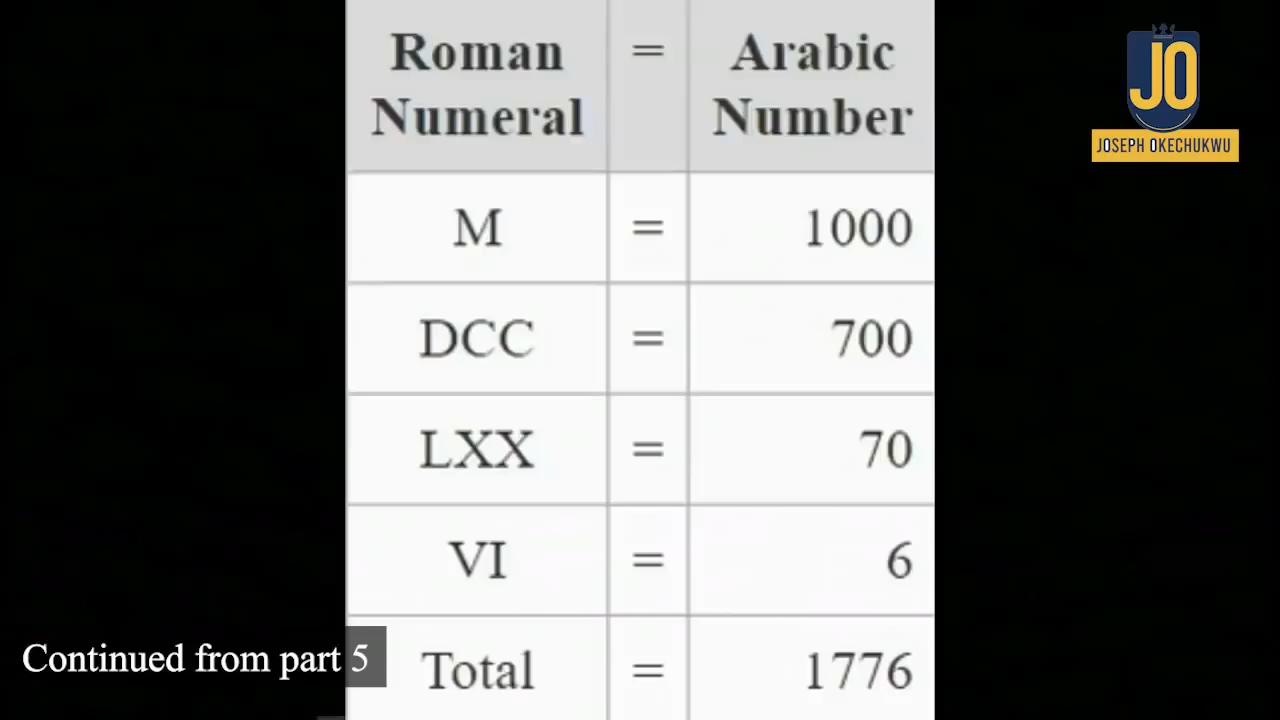 Roman = Arabic
Numeral Number
M = 1000
DCC = 700
LXX = 70
VI = 6
Total = 1776
JO
JOSEPH OKECHUKWU
Continued from part 5